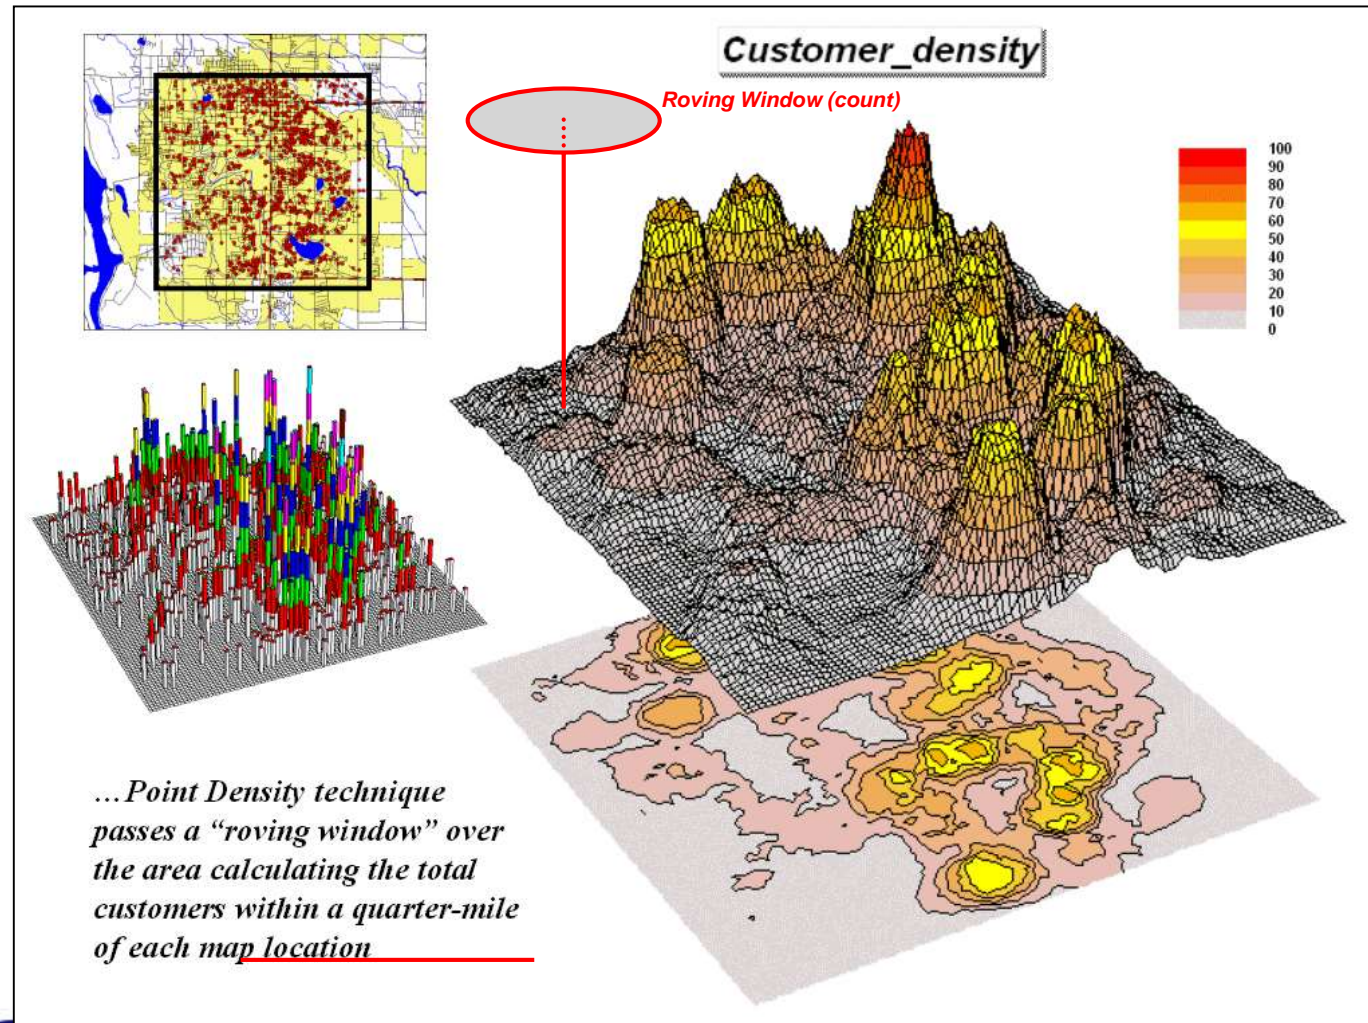 Customer_density
Roving Window (count)
100
90
80
70
60
50
40
30
20
10
0
…Point Density technique
passes a “roving window” over
the area calculating the total
customers within a quarter-mile
of each map location